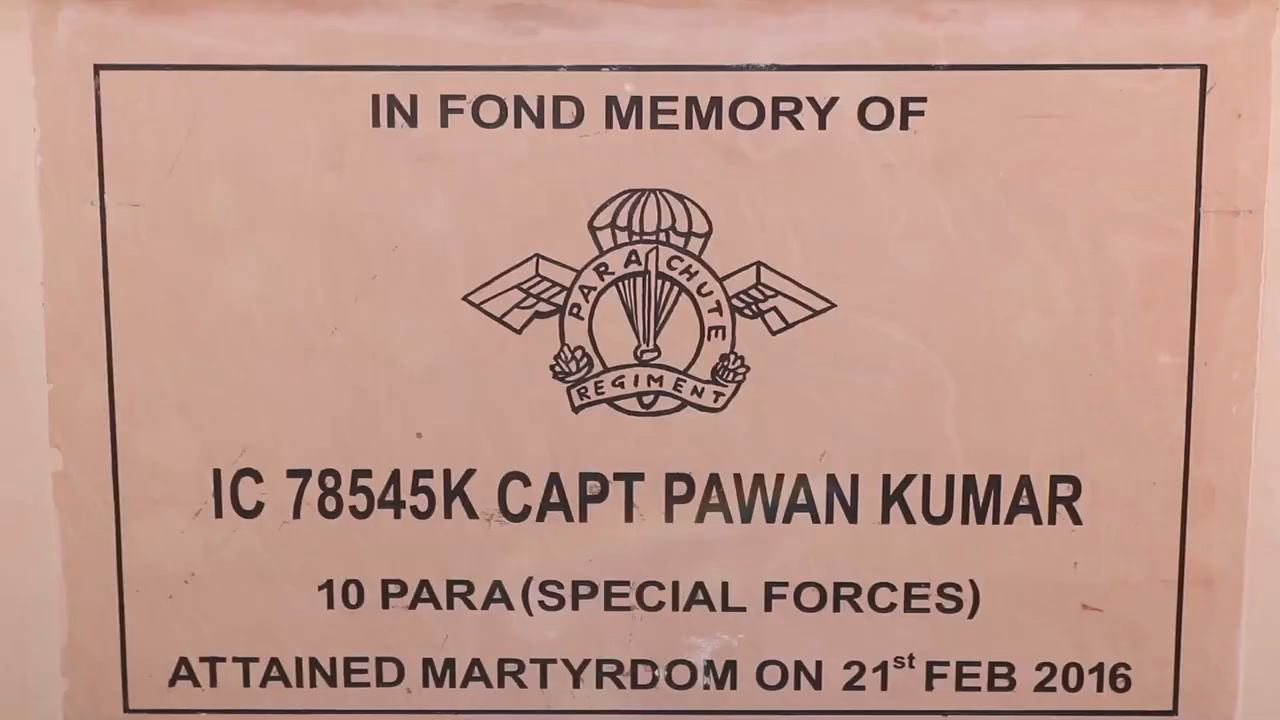 IN FOND MEMORY OF
PARACHUTE
REGIMENT
IC 78545K CAPT PAWAN KUMAR
10 PARA (SPECIAL FORCES)
ATTAINED MARTYRDOM ON 21st FEB 2016